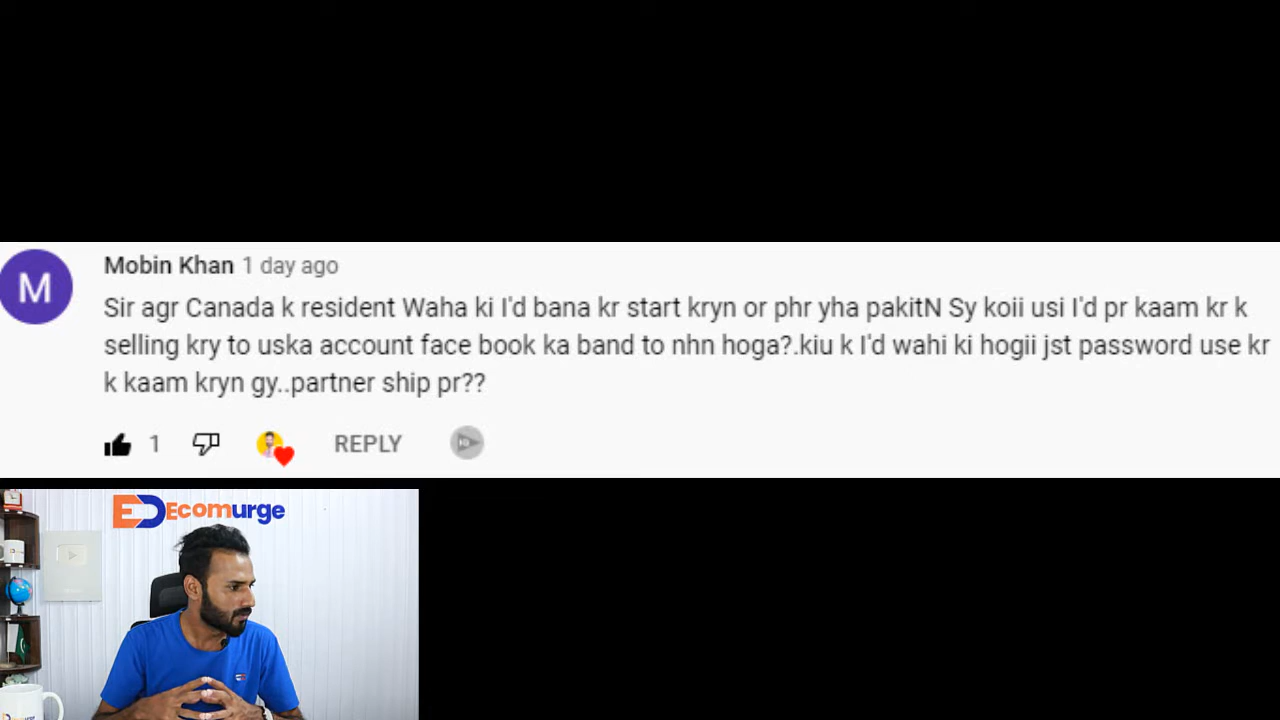 Mobin Khan 1 day ago
Sir agr Canada k resident Waha ki I'd bana kr start kryn or phr yha pakitN Sy koii usi I'd pr kaam kr k
selling kry to uska account face book ka band to nhn hoga?.kiu k I'd wahi ki hogii jst password use kr
k kaam kryn gy..partner ship pr??
1 REPLY
M
ED Ecomurge